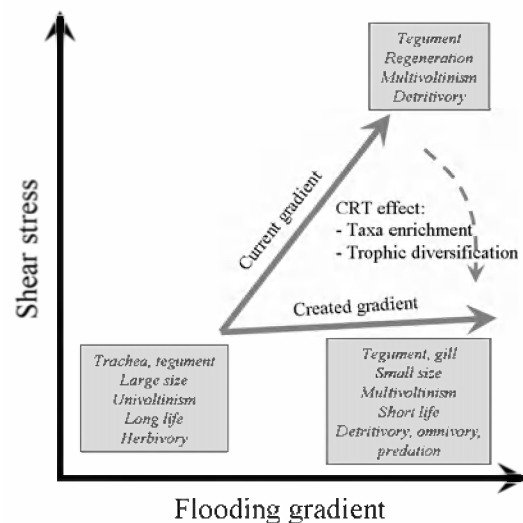 Tegument
Regeneration
Multivoltinism
Detritivory
Shear stress
Current gradient
CRT effect:
- Taxa enrichment
- Trophic diversification
Created gradient
Trachea, tegument
Large size
Univoltinism
Long life
Herbivory
Tegument, gill
Small size
Multivoltinism
Short life
Detritivory, omnivory,
predation
Flooding gradient